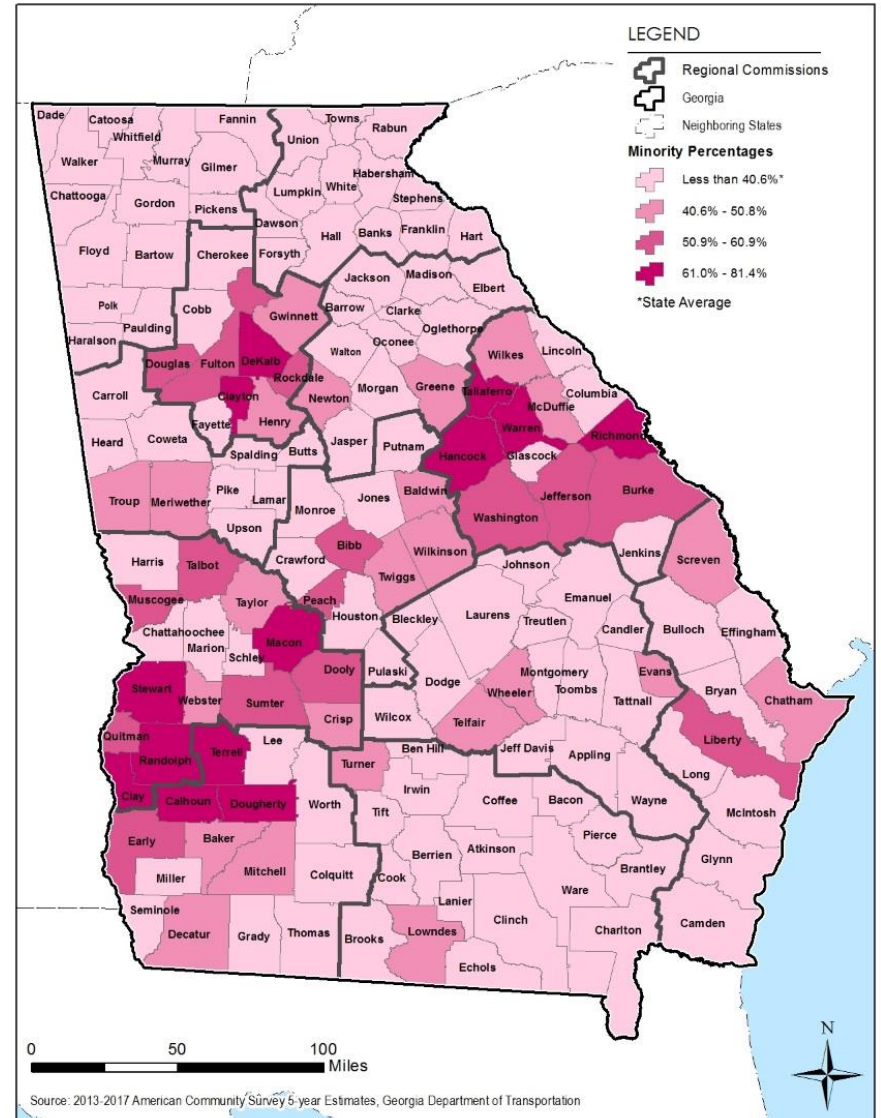 LEGEND
Regional Commissions
Georgia
Neighboring States
Minority Percentages
Less than 40.6%*
40.6% - 50.8%
50.9% - 60.9%
61.0% - 81.4%
*State Average
Dade
Catoosa
Whitfield
Fannin
Towns
Union
Rabun
Walker
Murray
Gilmer
Habersham
White
Lumpkin
Stephens
Chattooga
Gordon
Pickens
Dawson
Hall
Banks
Franklin
Hart
Floyd
Bartow
Cherokee
Forsyth
Jackson
Madison
Elbert
Polk
Cobb
Gwinnett
Barrow
Clarke
Oglethorpe
Paulding
Haralson
Oconee
Walton
Wilkes
Lincoln
Douglas
Fulton
DeKalb
Rockdale
Morgan
Greene
Taliaferro
Columbia
Carroll
Clayton
Newton
McDuffie
Fayette
Henry
Warren
Richmond
Heard
Coweta
Spalding
Butts
Jasper
Putnam
Hancock
Glascock
Troup
Meriwether
Pike
Lamar
Monroe
Jones
Baldwin
Jefferson
Burke
Washington
Upson
Bibb
Wilkinson
Jenkins
Screven
Harris
Talbot
Crawford
Twiggs
Johnson
Muscogee
Taylor
Peach
Houston
Bleckley
Laurens
Emanuel
Treutlen
Candler
Bulloch
Effingham
Chattahoochee
Marion
Macon
Schley
Dooly
Pulaski
Dodge
Montgomery
Wheeler
Toombs
Tattnall
Evans
Bryan
Chatham
Stewart
Webster
Sumter
Crisp
Wilcox
Telfair
Liberty
Quitman
Lee
Ben Hill
Jeff Davis
Appling
Long
Randolph
Terrell
Turner
Irwin
Coffee
Bacon
Wayne
McIntosh
Clay
Calhoun
Dougherty
Worth
Tift
Pierce
Early
Baker
Mitchell
Colquitt
Berrien
Atkinson
Brantley
Glynn
Miller
Cook
Ware
Seminole
Lanier
Clinch
Camden
Decatur
Grady
Thomas
Brooks
Lowndes
Charlton
Echols
N
0 50 100
Miles
Source: 2013-2017 American Community Survey 5-year Estimates, Georgia Department of Transportation